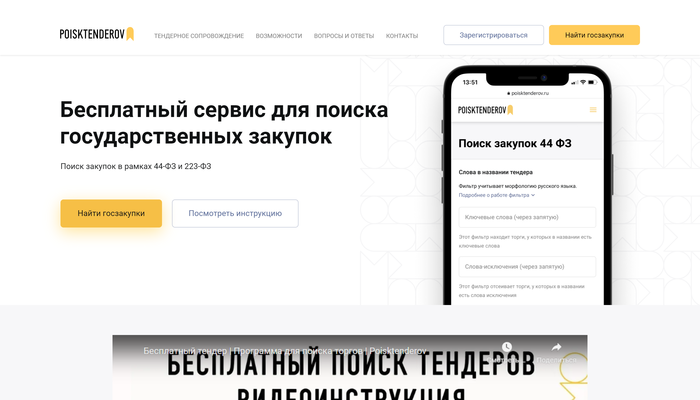 POISKTENDEROV
ТЕНДЕРНОЕ СОПРОВОЖДЕНИЕ
ВОЗМОЖНОСТИ
ВОПРОСЫ И ОТВЕТЫ
КОНТАКТЫ
Зарегистрироваться
Найти госзакупки
Бесплатный сервис для поиска
государственных закупок
Поиск закупок в рамках 44-ФЗ и 223-ФЗ
Найти госзакупки
Посмотреть инструкцию
13:51
poisktenderov.ru
POISKTENDEROV
Поиск закупок 44 ФЗ
Слова в названии тендера
Фильтр учитывает морфологию русского языка.
Подробнее о работе фильтра
Ключевые слова (через запятую)
Этот фильтр находит торги, у которых в названии есть
ключевые слова
Слова-исключения (через запятую)
Этот фильтр отсеивает торги, у которых в названии
есть слова исключения
Бесплатный тендер | Программа для поиска торгов | Poisktenderov
БЕСПЛАТНЫЙ ПОИСК ТЕНДЕРОВ
ВИДЕОИНСТРУКЦИЯ